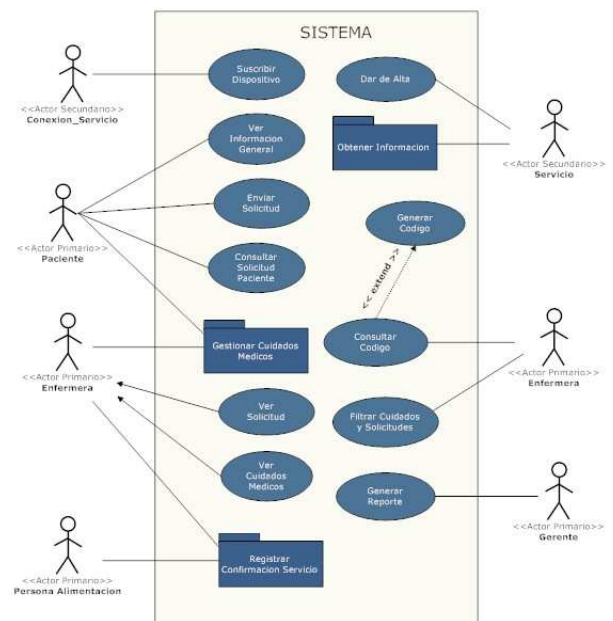 SISTEMA
Suscribir
Dispositivo
Dar de Alta
<<Actor Secundario>>
Conexion_Servicio
Ver
Informacion
General
Obtener Informacion
<<Actor Secundario>>
Servicio
Enviar
Solicitud
Generar
Codigo
<<Actor Primario>>
Paciente
Consultar
Solicitud
Paciente
<< extend >>
Gestionar Cuidados
Medicos
Consultar
Codigo
<<Actor Primario>>
Enfermera
<<Actor Primario>>
Enfermera
Ver
Solicitud
Filtrar Cuidados
y Solicitudes
Ver
Cuidados
Medicos
Generar
Reporte
<<Actor Primario>>
Gerente
Registrar
Confirmacion Servicio
<<Actor Primario>>
Persona Alimentacion